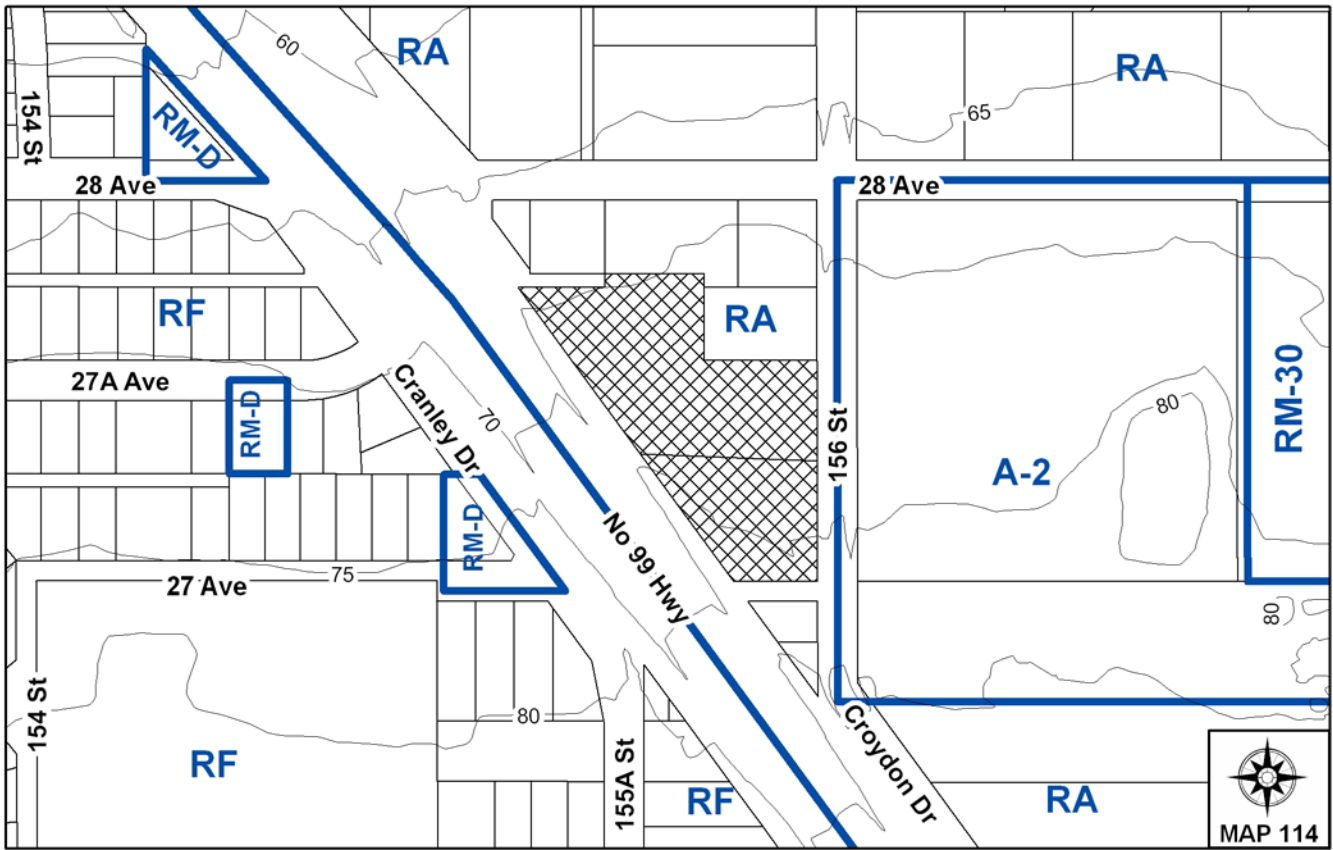 60
RA
RA
154 St
RM-D
65
28 Ave
28 Ave
RF
RA
27A Ave
RM-D
Cranley Dr
70
156 St
80
RM-30
A-2
RM-D
No 99 Hwy
75
27 Ave
80
154 St
80
RF
155A St
RF
Croydon Dr
RA
MAP 114